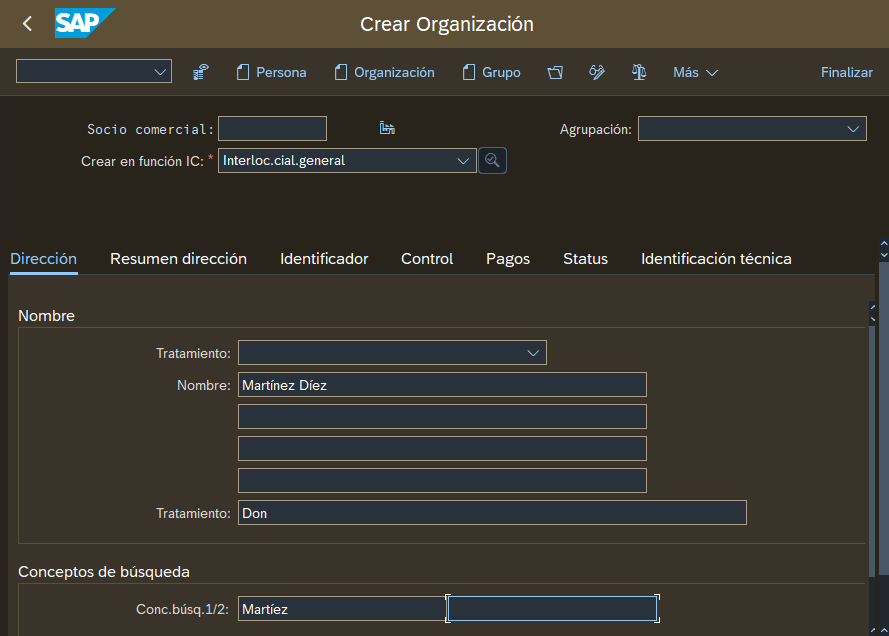 SAP Crear Organización
Persona Organización Grupo Más Finalizar
Socio comercial: Agrupación:
Crear en función IC: * Interloc.cial.general
Dirección Resumen dirección Identificador Control Pagos Status Identificación técnica
Nombre
Tratamiento:
Nombre: Martínez Díez
Tratamiento: Don
Conceptos de búsqueda
Conc.búsq.1/2: Martíez